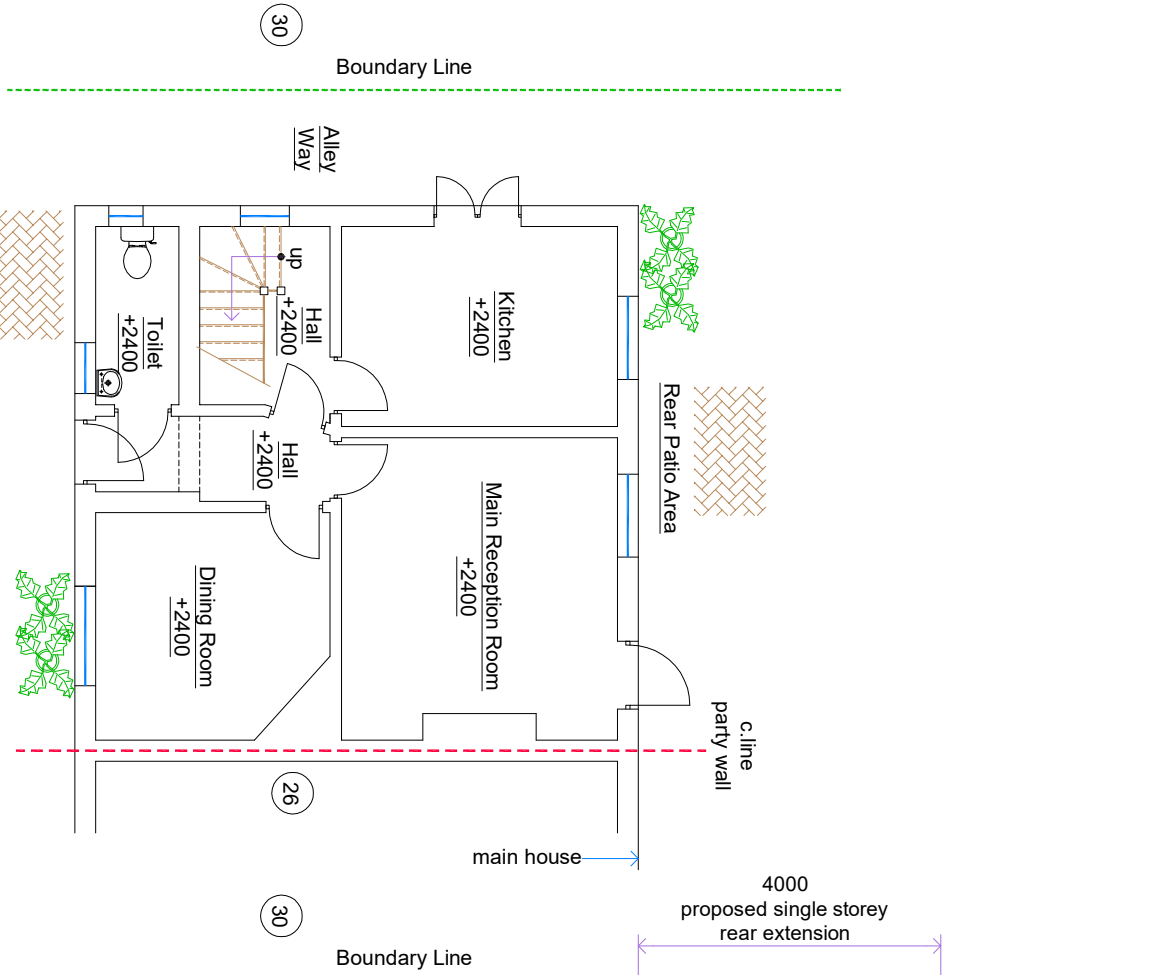 30
Boundary Line
Alley
Way
up
Hall
+2400
Toilet
+2400
Kitchen
+2400
Hall
+2400
Rear Patio Area
Main Reception Room
+2400
Dining Room
+2400
c.line
party wall
26
main house
4000
proposed single storey
rear extension
30
Boundary Line